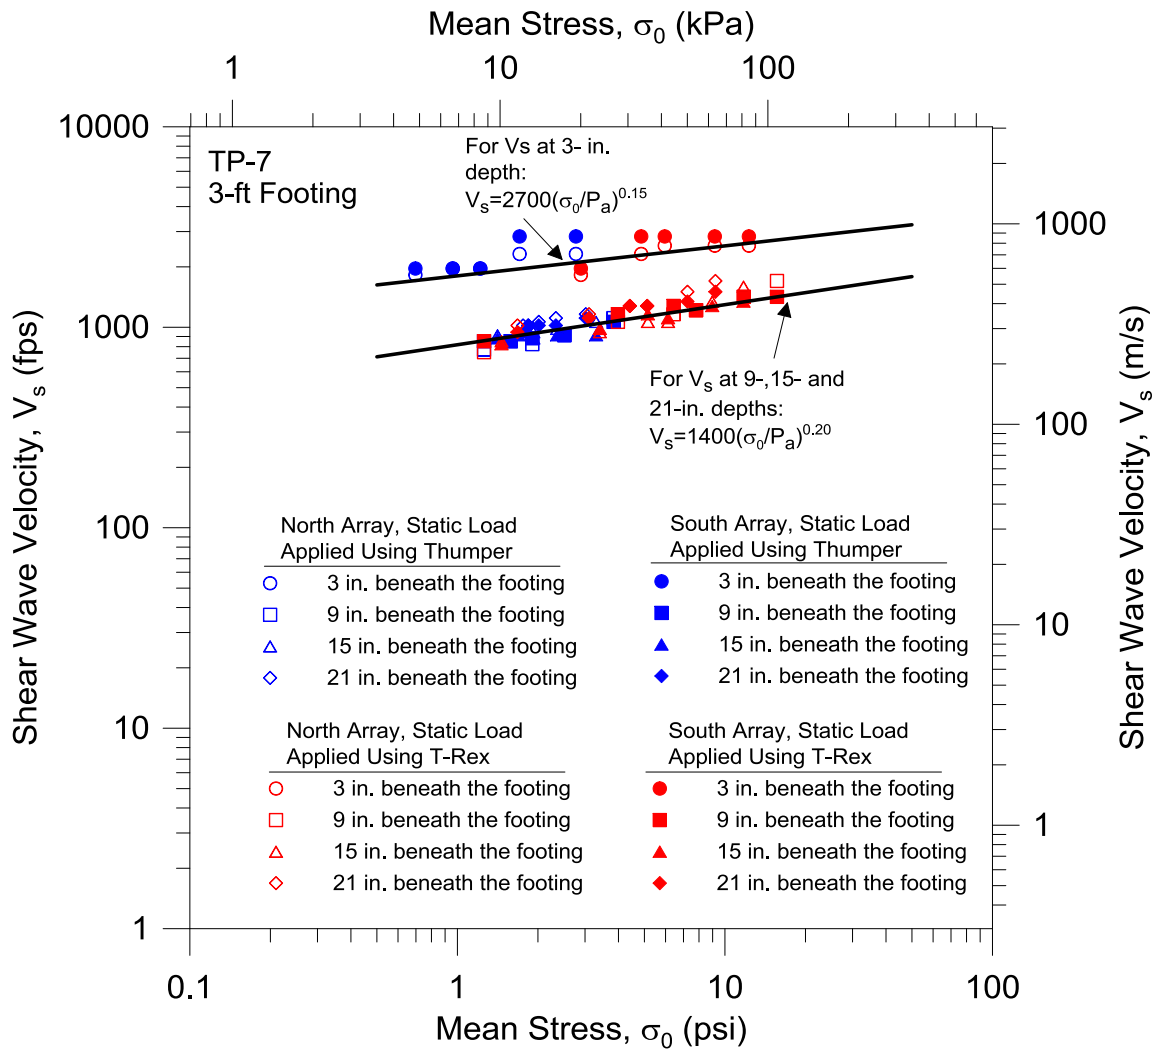 Mean Stress, σ0 (kPa)
1 10 100
10000
1000
100
10
1
Shear Wave Velocity, Vs (fps)
TP-7
3-ft Footing
For Vs at 3- in.
depth:
Vs=2700(σ0/Pa)0.15
For Vs at 9-,15- and
21-in. depths:
Vs=1400(σ0/Pa)0.20
North Array, Static Load
Applied Using Thumper
3 in. beneath the footing
9 in. beneath the footing
15 in. beneath the footing
21 in. beneath the footing
South Array, Static Load
Applied Using Thumper
3 in. beneath the footing
9 in. beneath the footing
15 in. beneath the footing
21 in. beneath the footing
North Array, Static Load
Applied Using T-Rex
3 in. beneath the footing
9 in. beneath the footing
15 in. beneath the footing
21 in. beneath the footing
South Array, Static Load
Applied Using T-Rex
3 in. beneath the footing
9 in. beneath the footing
15 in. beneath the footing
21 in. beneath the footing
1000
100
10
1
Shear Wave Velocity, Vs (m/s)
0.1 1 10 100
Mean Stress, σ0 (psi)